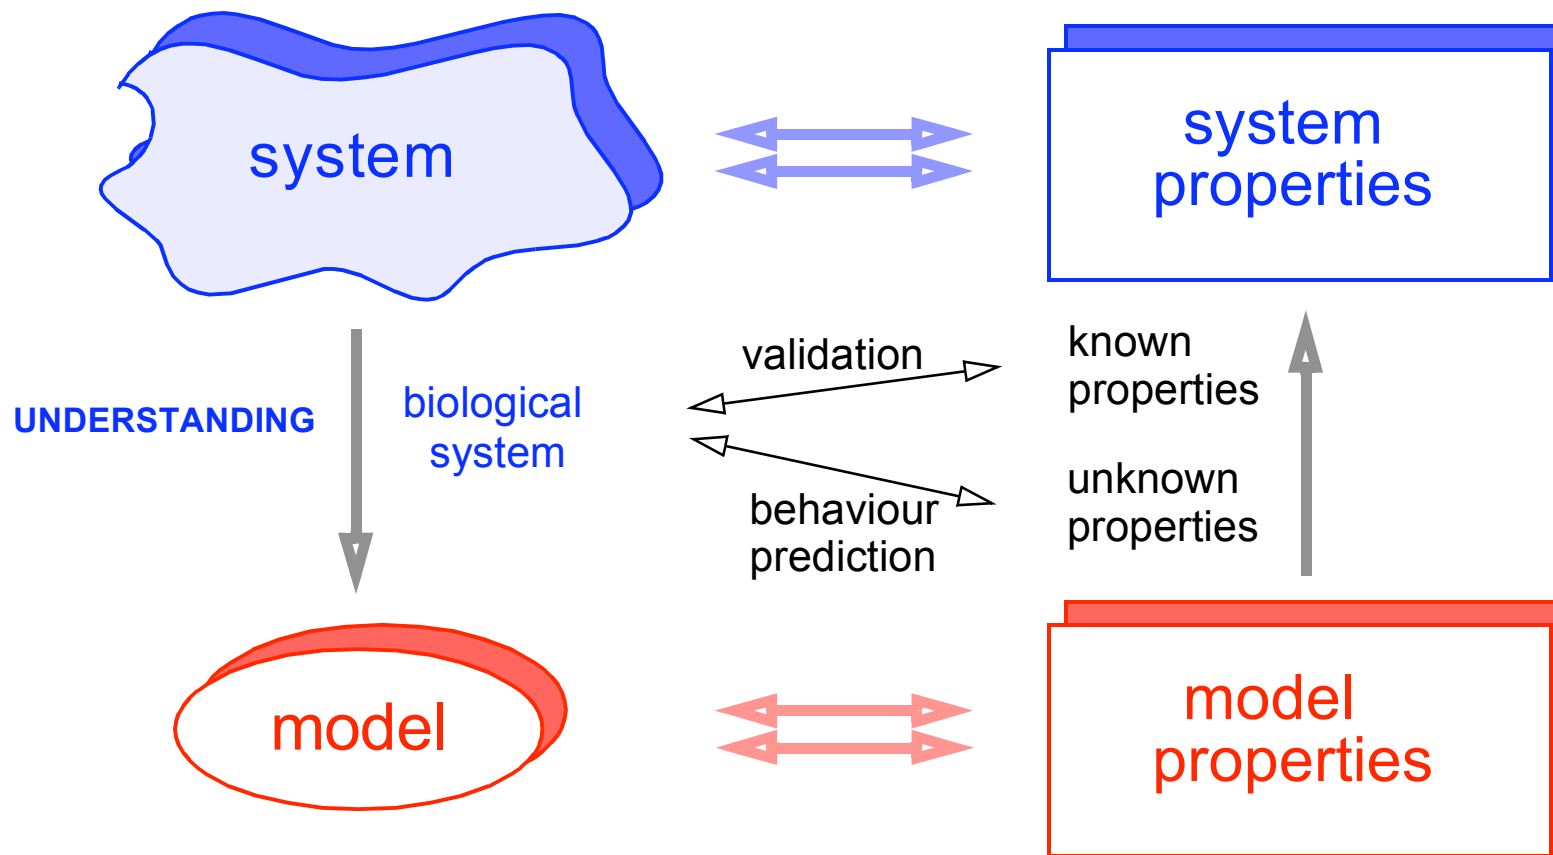 system
system
properties
validation
known
properties
UNDERSTANDING
biological
system
unknown
properties
behaviour
prediction
model
model
properties